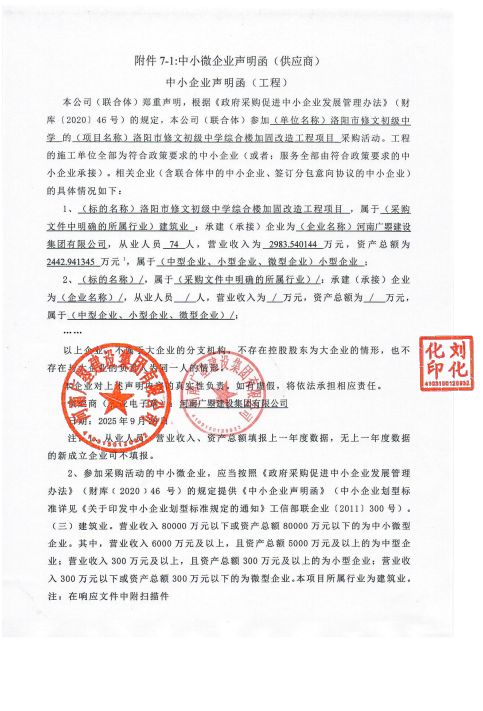 附件 7-1:中小微企业声明函（供应商）
中小企业声明函（工程）
本公司（联合体）郑重声明，根据《政府采购促进中小企业发展管理办法》（财
库〔2020〕46 号）的规定，本公司（联合体）参加（单位名称）洛阳市修文初级中
学 的（项目名称）洛阳市修文初级中学综合楼加固改造工程项目 采购活动。工程
的施工单位全部为符合政策要求的中小企业（或者：服务全部由符合政策要求的中
小企业承接）。相关企业（含联合体中的中小企业、签订分包意向协议的中小企业）
的具体情况如下：
1、（标的名称）洛阳市修文初级中学综合楼加固改造工程项目 ，属于（采购
文件中明确的所属行业）建筑业 ；承建（承接）企业为（企业名称）河南广曌建设
集团有限公司，从业人员 74 人，营业收入为 2983.540144 万元，资产总额为
2442.941345 万元¹，属于（中型企业、小型企业、微型企业）小型企业 ；
2、（标的名称）/，属于（采购文件中明确的所属行业）/；承建（承接）企业
为（企业名称）/，从业人员 / 人，营业收入为 / 万元，资产总额为 / 万元，
属于（中型企业、小型企业、微型企业）/；
……
以上企业，不属于大企业的分支机构，不存在控股股东为大企业的情形，也不
存在与大企业的负责人为同一人的情形。
本企业对上述声明内容的真实性负责。如有虚假，将依法承担相应责任。
供应商（ 电子 ）：河南广曌建设集团有限公司
日期：2025 年 9 月 日
注：1、从业人员、营业收入、资产总额填报上一年度数据，无上一年度数据
的新成立企业可不填报。
2、参加采购活动的中小微企业，应当按照《政府采购促进中小企业发展管理
办法》（财库﹝2020﹞46 号）的规定提供《中小企业声明函》（中小企业划型标
准详见《关于印发中小企业划型标准规定的通知》工信部联企业〔2011〕300 号）。
（三）建筑业。营业收入 80000 万元以下或资产总额 80000 万元以下的为中小微型
企业。其中，营业收入 6000 万元及以上，且资产总额 5000 万元及以上的为中型企
业；营业收入 300 万元及以上，且资产总额 300 万元及以上的为小型企业；营业收
入 300 万元以下或资产总额 300 万元以下的为微型企业。本项目所属行业为建筑业。
注：在响应文件中附扫描件
河南广曌建设集团有限公司
河南广曌建设集团有限公司
刘化
化印
4103100120932